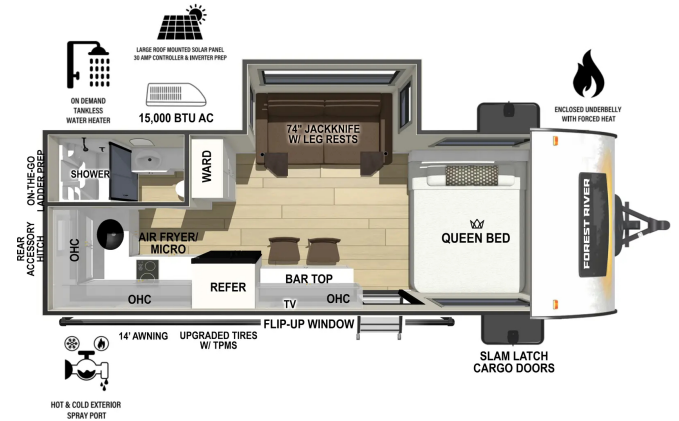 LARGE ROOF MOUNTED SOLAR PANEL
30 AMP CONTROLLER & INVERTER PREP
ON DEMAND
TANKLESS
WATER HEATER
15,000 BTU AC
ENCLOSED UNDERBELLY
WITH FORCED HEAT
74" JACKKNIFE
W/ LEG RESTS
ON-THE-GO
LADDER PREP
SHOWER
WARD
REAR
ACCESSORY
HITCH
OHC
AIR FRYER/
MICRO
QUEEN BED
FOREST RIVER
REFER
BAR TOP
OHC
TV
OHC
FLIP-UP WINDOW
14' AWNING
UPGRADED TIRES
W/ TPMS
SLAM LATCH
CARGO DOORS
HOT & COLD EXTERIOR
SPRAY PORT